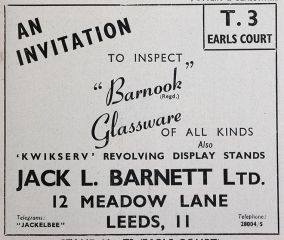 AN
INVITATION
T. 3
EARLS COURT
TO INSPECT
"Barnook"
(Regd.)
Glassware
OF ALL KINDS
Also
'KWIKSERV' REVOLVING DISPLAY STANDS
JACK L. BARNETT LTD.
12 MEADOW LANE
Telegrams:
"JACKELBEE"
LEEDS, 11
Telephone:
28004/5